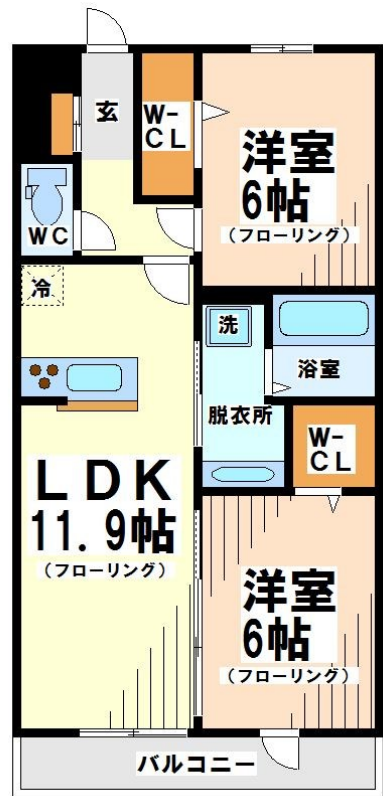 玄
W-
CL
洋室
6帖
(フローリング)
WC
冷
洗
浴室
脱衣所
W-
CL
LDK
11.9帖
(フローリング)
洋室
6帖
(フローリング)
バルコニー